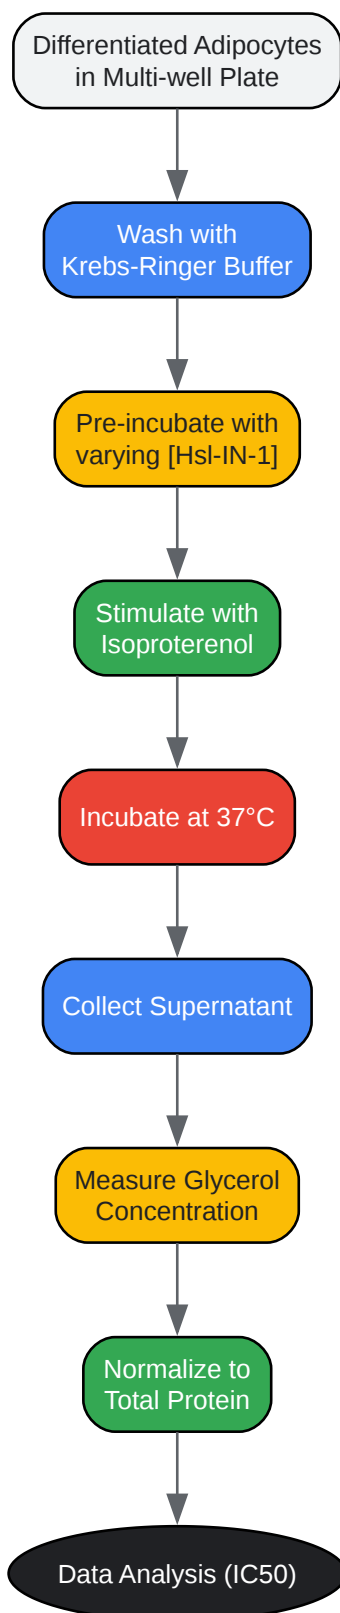 Differentiated Adipocytes
in Multi-well Plate
Wash with
Krebs-Ringer Buffer
Pre-incubate with
varying [Hsl-IN-1]
Stimulate with
Isoproterenol
Incubate at 37°C
Collect Supernatant
Measure Glycerol
Concentration
Normalize to
Total Protein
Data Analysis (IC50)